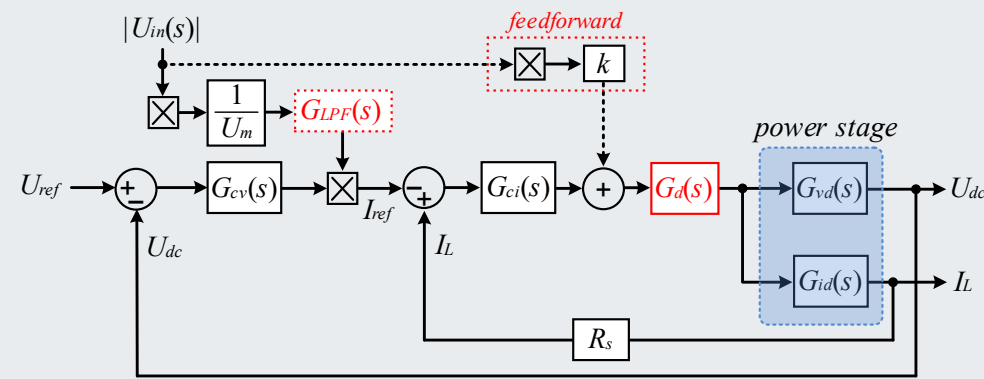 feedforward
|Uin(s)|
k
1
Um
GLPF(s)
power stage
Uref
+
−
Gcv(s)
Iref
−
+
Gci(s)
+
Gd(s)
Gvd(s)
Udc
Udc
IL
Gid(s)
IL
Rs